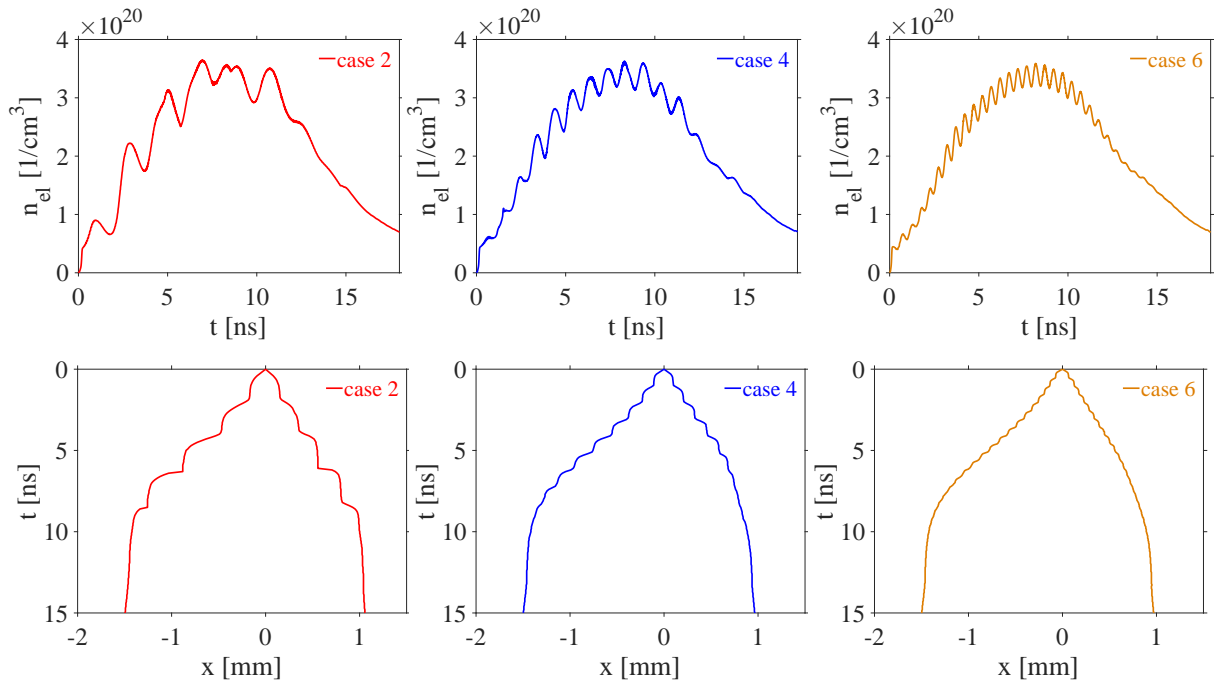 ×10^20 ×10^20 ×10^20
4 4 4
case 2 case 4 case 6
3 3 3
n_el [1/cm^3] n_el [1/cm^3] n_el [1/cm^3]
2 2 2
1 1 1
0 0 0
0 5 10 15 0 5 10 15 0 5 10 15
t [ns] t [ns] t [ns]
0 0 0
case 2 case 4 case 6
5 5 5
t [ns] t [ns] t [ns]
10 10 10
15 15 15
-2 -1 0 1 -2 -1 0 1 -2 -1 0 1
x [mm] x [mm] x [mm]